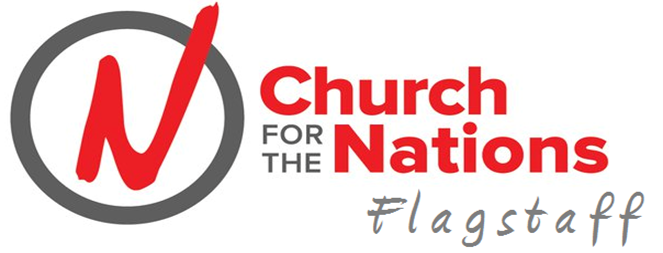 N
Church
FOR THE Nations
Flagstaff